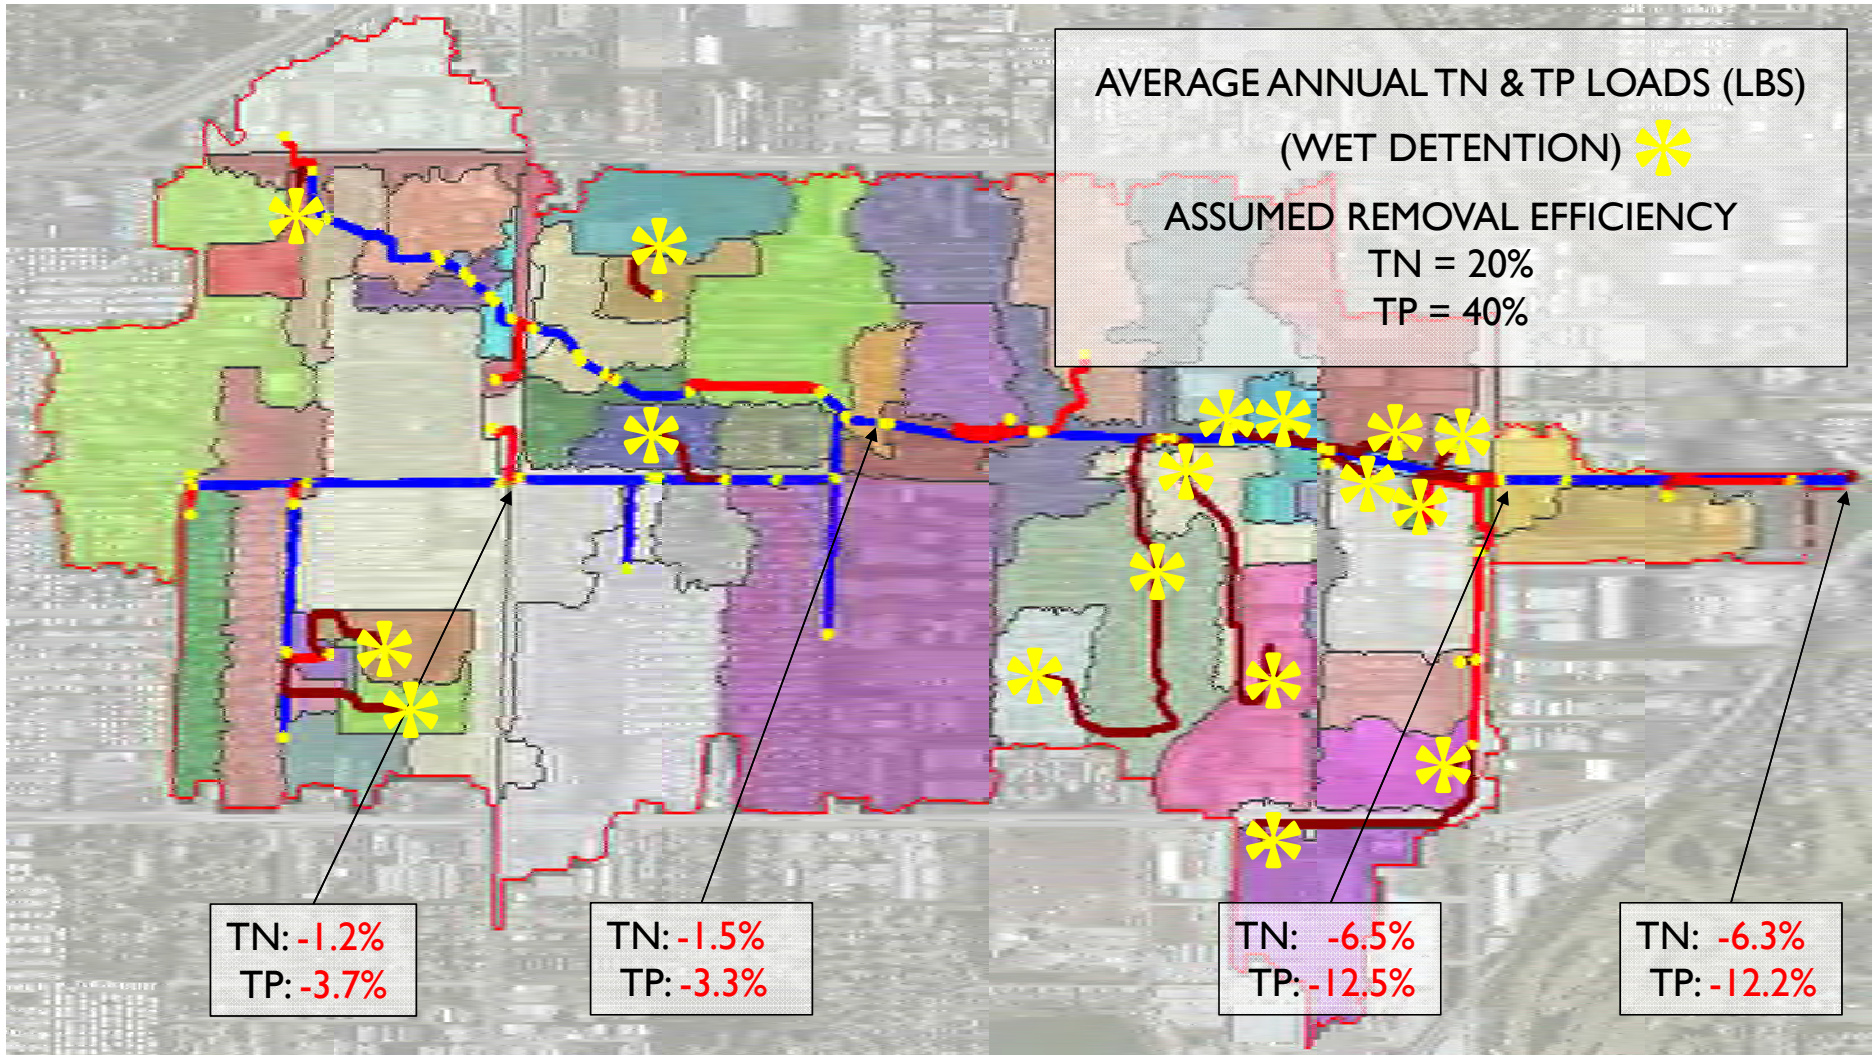 AVERAGE ANNUAL TN & TP LOADS (LBS)
(WET DETENTION)
ASSUMED REMOVAL EFFICIENCY
TN = 20%
TP = 40%
TN: -1.2%
TP: -3.7%
TN: -1.5%
TP: -3.3%
TN: -6.5%
TP: -12.5%
TN: -6.3%
TP: -12.2%